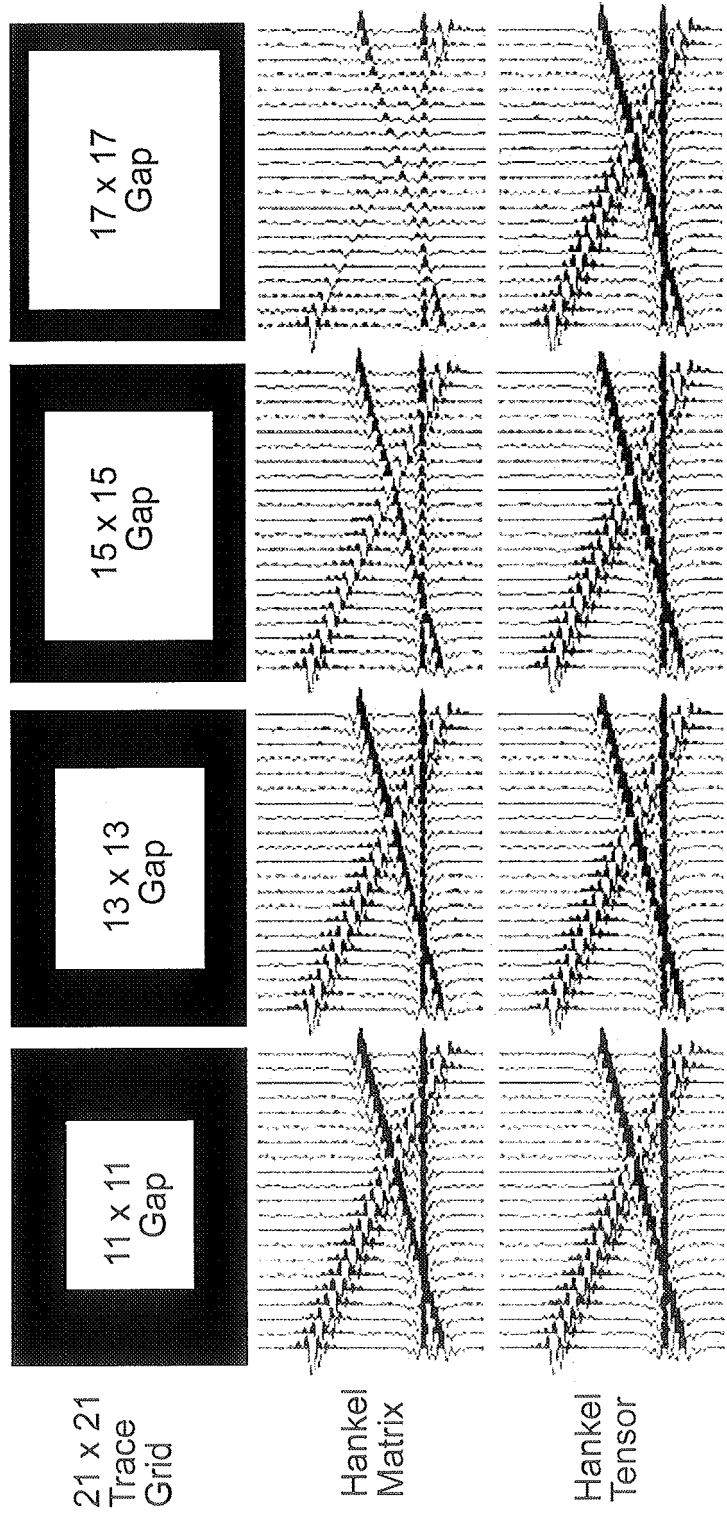 21 x 21
Trace
Grid
11 x 11
Gap
13 x 13
Gap
15 x 15
Gap
17 x 17
Gap
Hankel
Matrix
Hankel
Tensor